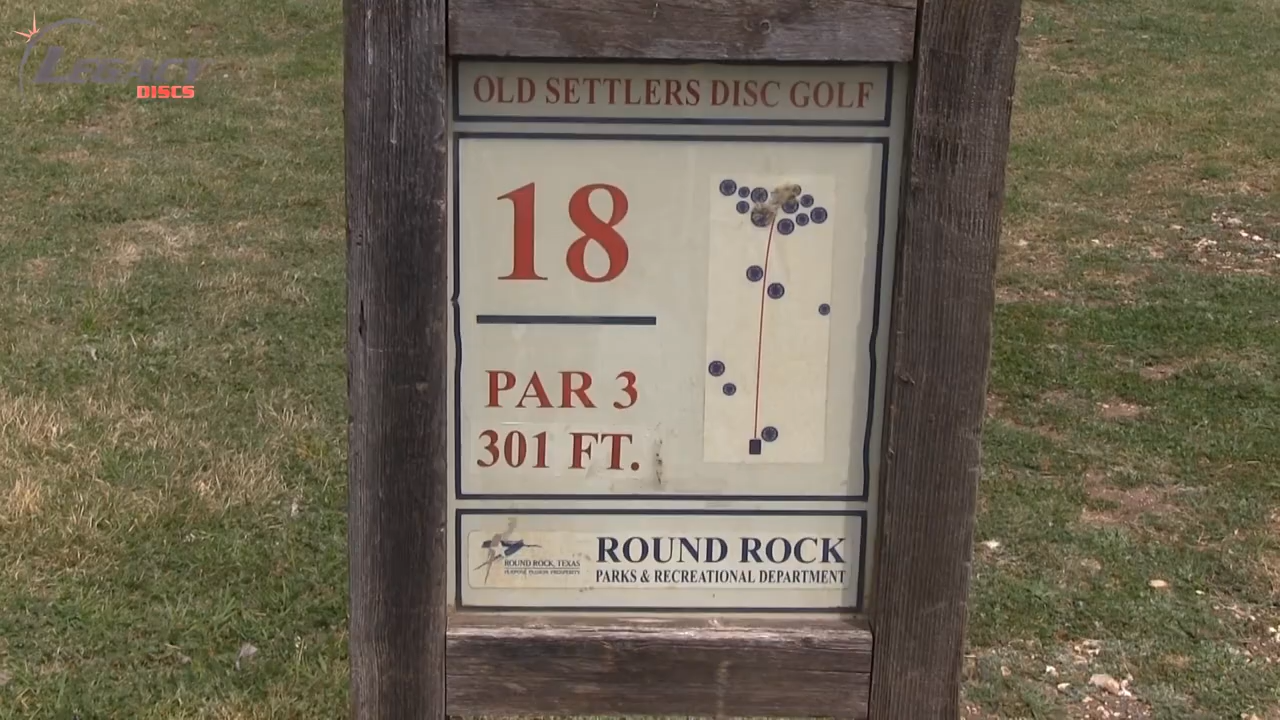 LEGACY
DISCS
OLD SETTLERS DISC GOLF
18
PAR 3
301 FT.
ROUND ROCK, TEXAS
ROUND ROCK
PARKS & RECREATIONAL DEPARTMENT